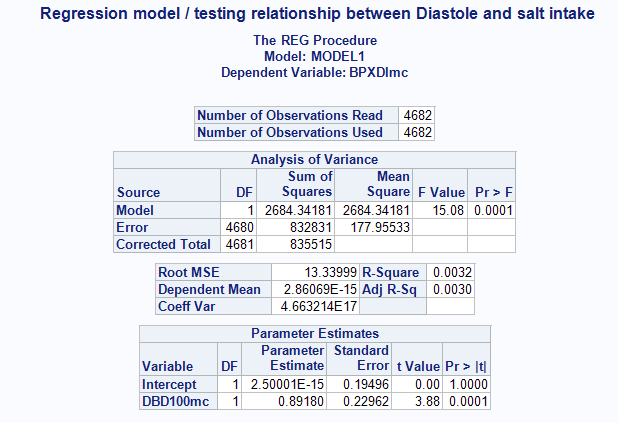 Regression model / testing relationship between Diastole and salt intake
The REG Procedure
Model: MODEL1
Dependent Variable: BPXDImc
Number of Observations Read 4682
Number of Observations Used 4682
Analysis of Variance
Source DF Sum of Squares Mean Square F Value Pr > F
Model 1 2684.34181 2684.34181 15.08 0.0001
Error 4680 832831 177.95533
Corrected Total 4681 835515
Root MSE 13.33999 R-Square 0.0032
Dependent Mean 2.86069E-15 Adj R-Sq 0.0030
Coeff Var 4.663214E17
Parameter Estimates
Variable DF Parameter Estimate Standard Error t Value Pr > |t|
Intercept 1 2.50001E-15 0.19496 0.00 1.0000
DBD100mc 1 0.89180 0.22962 3.88 0.0001